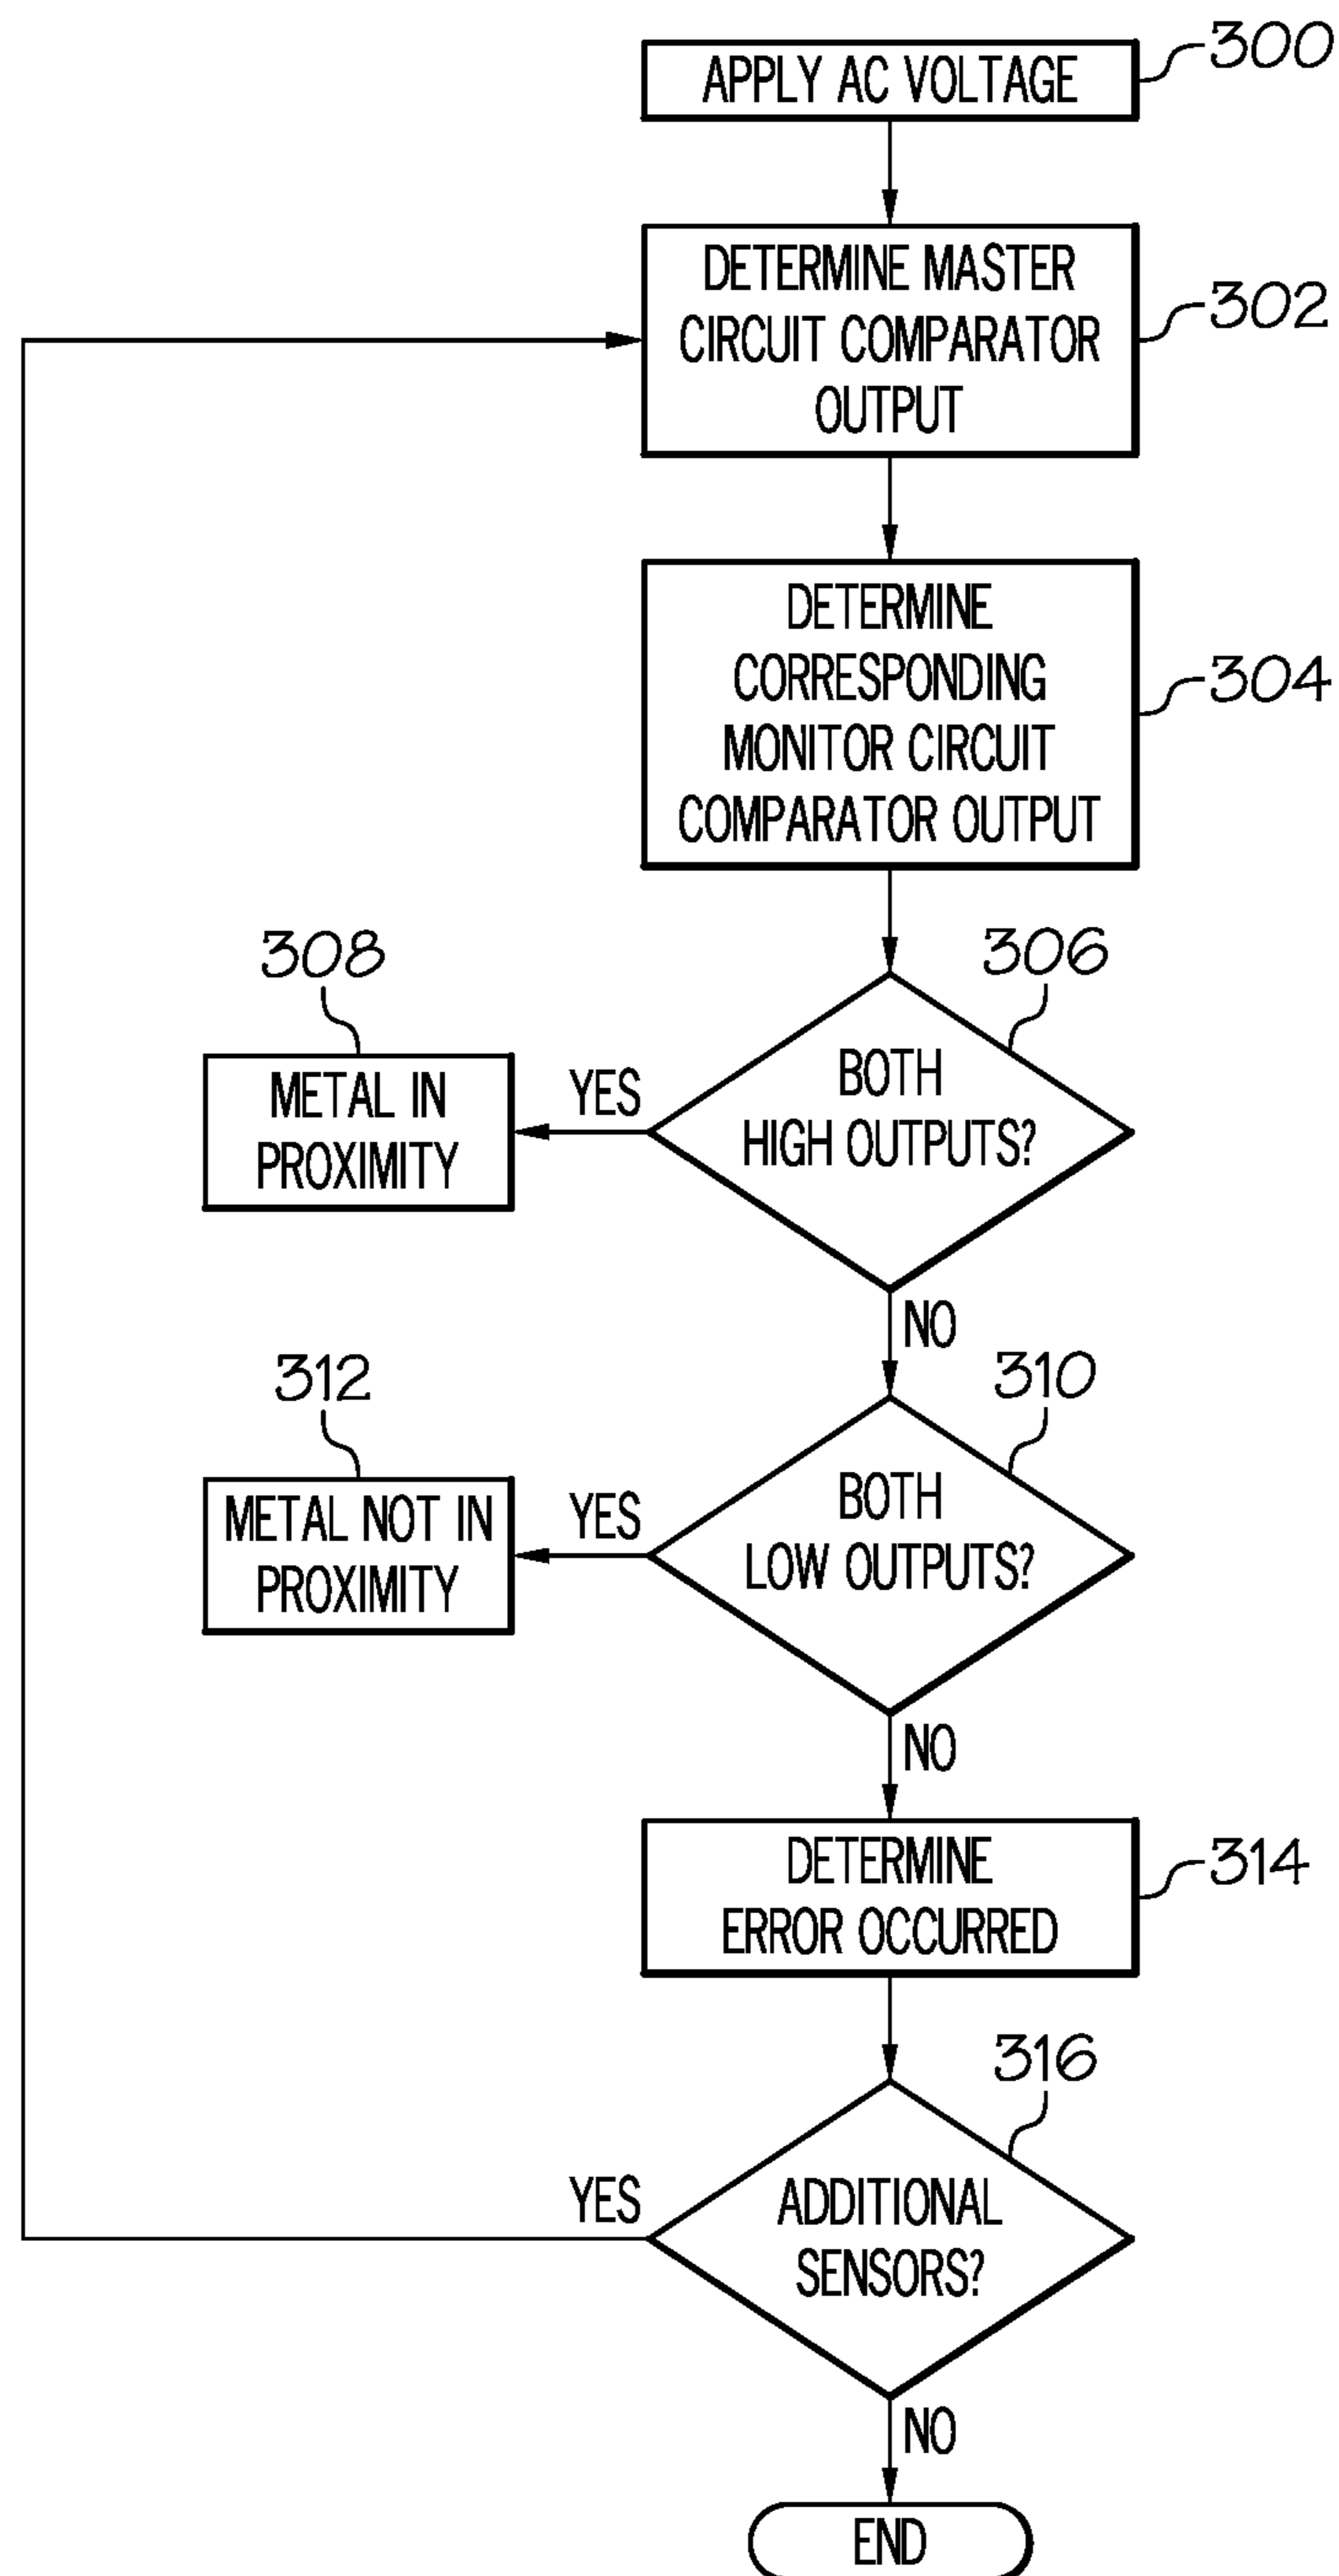 APPLY AC VOLTAGE
300
DETERMINE MASTER
CIRCUIT COMPARATOR
OUTPUT
302
DETERMINE
CORRESPONDING
MONITOR CIRCUIT
COMPARATOR OUTPUT
304
306
BOTH
HIGH OUTPUTS?
YES
308
METAL IN
PROXIMITY
NO
310
BOTH
LOW OUTPUTS?
YES
312
METAL NOT IN
PROXIMITY
NO
DETERMINE
ERROR OCCURRED
314
316
ADDITIONAL
SENSORS?
YES
NO
END